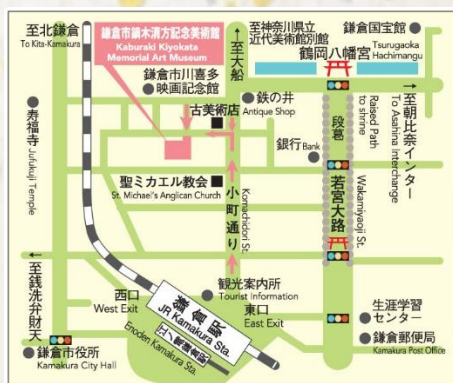 至北鎌倉
To Kita-Kamakura
鎌倉市鏑木清方記念美術館
Kaburaki Kiyokata
Memorial Art Museum
至大船
至神奈川県立
近代美術館別館
鎌倉国宝館
鶴岡八幡宮
Tsurugaoka
Hachimangu
鎌倉市川喜多
映画記念館
鉄の井
古美術店
Antique Shop
寿福寺
Jufukuji Temple
銀行 Bank
段葛
Raised Path
to shrine
至朝比奈インター
To Asahina Interchange
聖ミカエル教会
St. Michael's Anglican Church
小町通り
Komachidori St.
若宮大路
Wakamiyaoji St.
至銭洗弁財天
西口
West Exit
鎌倉駅
JR Kamakura Sta.
江ノ電鎌倉駅
Enoden Kamakura Sta.
観光案内所
Tourist Information
東口
East Exit
生涯学習
センター
鎌倉郵便局
Kamakura Post Office
鎌倉市役所
Kamakura City Hall